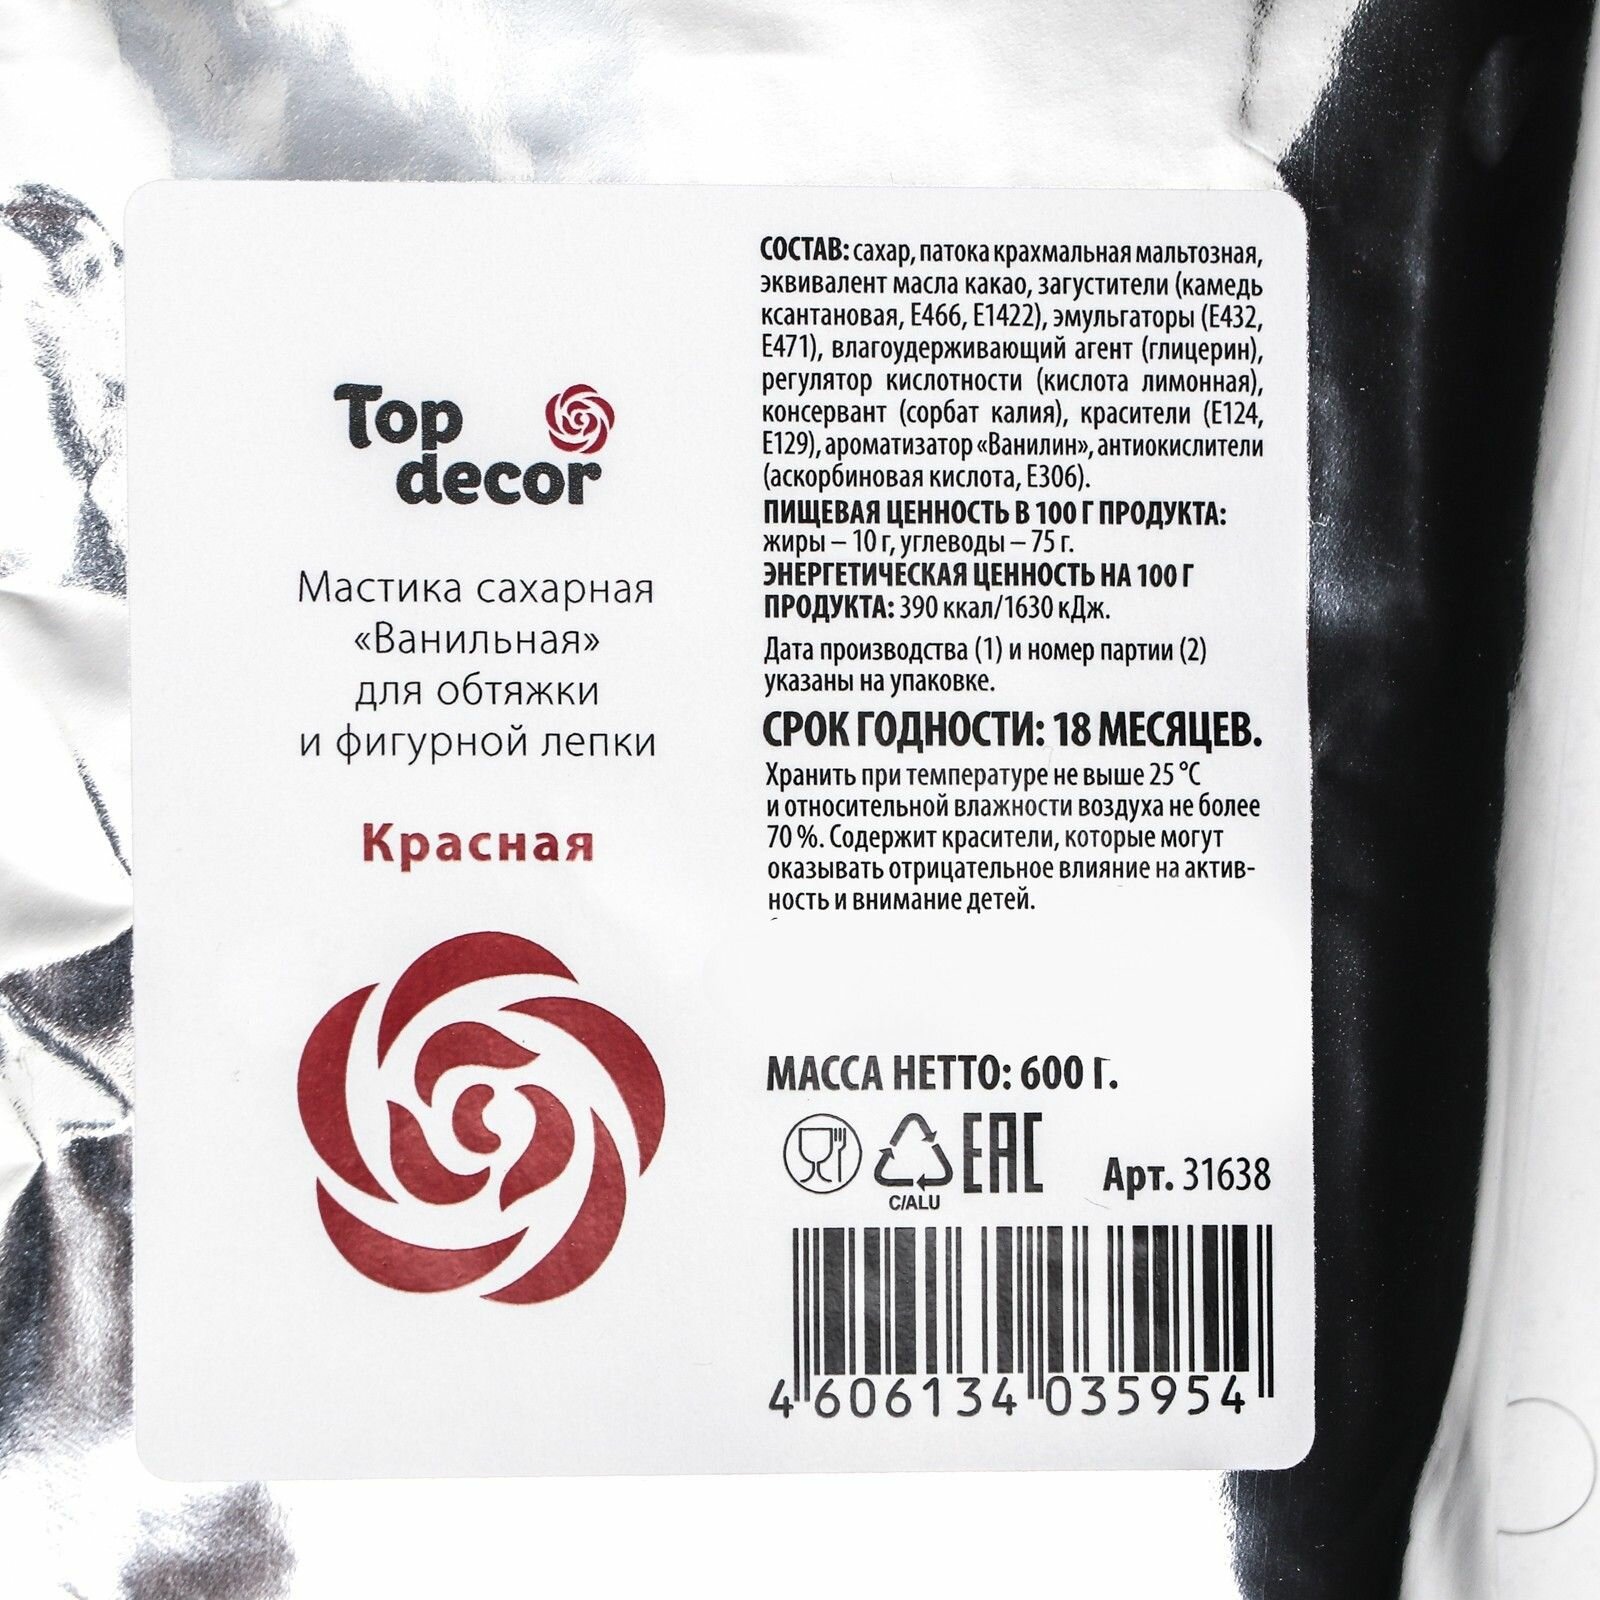 Top
decor
Мастика сахарная
«Ванильная»
для обтяжки
и фигурной лепки
Красная
СОСТАВ: сахар, патока крахмальная мальтозная,
эквивалент масла какао, загустители (камедь
ксантановая, Е466, Е1422), эмульгаторы (Е432,
Е471), влагоудерживающий агент (глицерин),
регулятор кислотности (кислота лимонная),
консервант (сорбат калия), красители (Е124,
Е129), ароматизатор «Ванилин», антиокислители
(аскорбиновая кислота, Е306).
ПИЩЕВАЯ ЦЕННОСТЬ В 100 Г ПРОДУКТА:
жиры – 10 г, углеводы – 75 г.
ЭНЕРГЕТИЧЕСКАЯ ЦЕННОСТЬ НА 100 Г
ПРОДУКТА: 390 ккал/1630 кДж.
Дата производства (1) и номер партии (2)
указаны на упаковке.
СРОК ГОДНОСТИ: 18 МЕСЯЦЕВ.
Хранить при температуре не выше 25 °С
и относительной влажности воздуха не более
70 %. Содержит красители, которые могут
оказывать отрицательное влияние на актив-
ность и внимание детей.
МАССА НЕТТО: 600 Г.
C/ALU
ЕАС
Арт. 31638
4 606134 035954